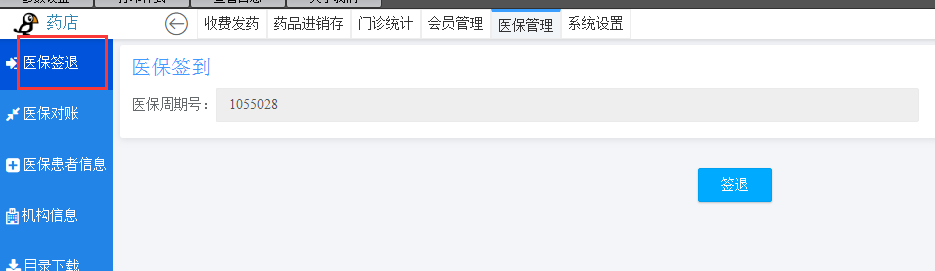 药店
收费发药 药品进销存 门诊统计 会员管理 医保管理 系统设置
医保签退
医保对账
医保患者信息
机构信息
目录下载
医保签到
医保周期号： 1055028
签退